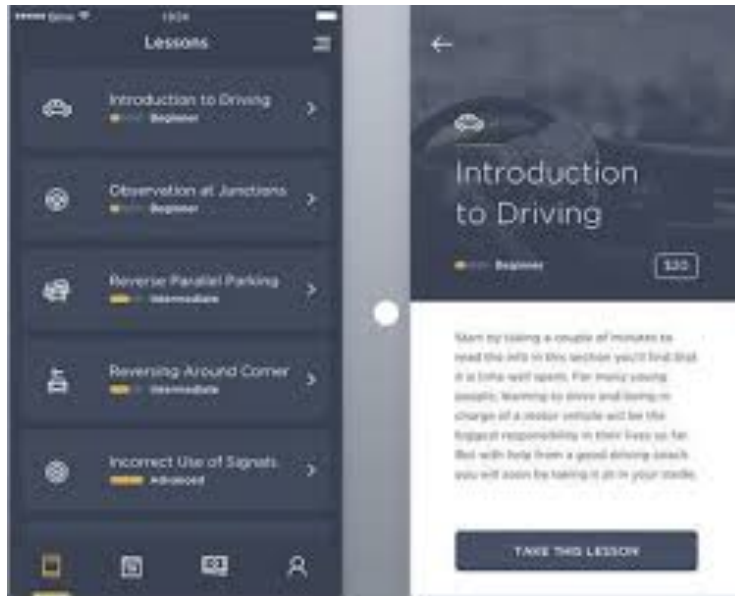 19:34
Lessons
Introduction to Driving
Beginner
Observation at Junctions
Beginner
Reverse Parallel Parking
Intermediate
Reversing Around Corner
Intermediate
Incorrect Use of Signals
Advanced
Introduction
to Driving
Beginner
$20
Start by taking a couple of minutes to
read the info in this section you'll find that
it is time well spent. For many young
people, learning to drive and being in
charge of a motor vehicle will be the
biggest responsibility in their lives so far.
But with help from a good driving coach
you will soon be taking it all in your stride.
TAKE THIS LESSON